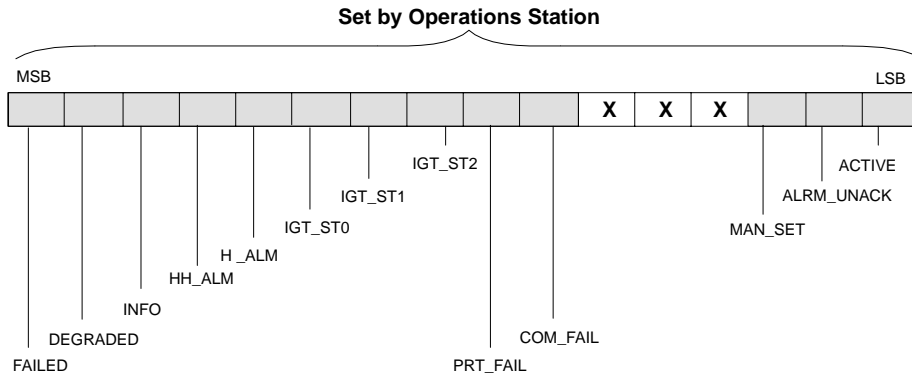 Set by Operations Station
MSB
LSB
X X X
ACTIVE
IGT_ST2
ALRM_UNACK
IGT_ST1
IGT_ST0
MAN_SET
H _ALM
HH_ALM
INFO
DEGRADED
COM_FAIL
FAILED
PRT_FAIL